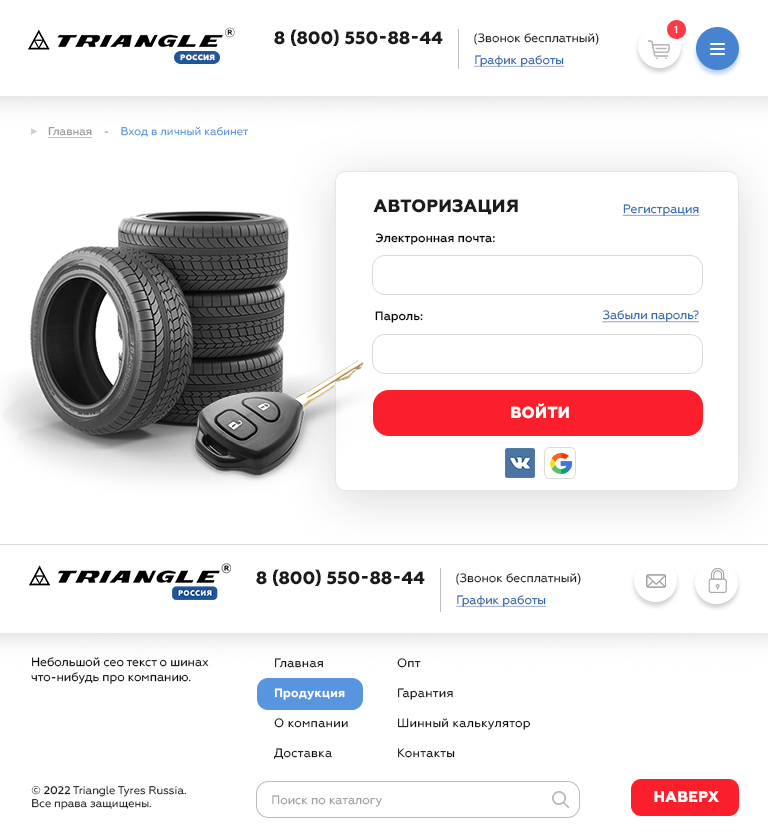 TRIANGLE®
РОССИЯ
8 (800) 550-88-44
(Звонок бесплатный)
График работы
1
Главная - Вход в личный кабинет
АВТОРИЗАЦИЯ
Регистрация
Электронная почта:
Пароль:
Забыли пароль?
ВОЙТИ
TRIANGLE®
РОССИЯ
8 (800) 550-88-44
(Звонок бесплатный)
График работы
Небольшой сео текст о шинах
что-нибудь про компанию.
Главная
Продукция
О компании
Доставка
Опт
Гарантия
Шинный калькулятор
Контакты
© 2022 Triangle Tyres Russia.
Все права защищены.
Поиск по каталогу
НАВЕРХ